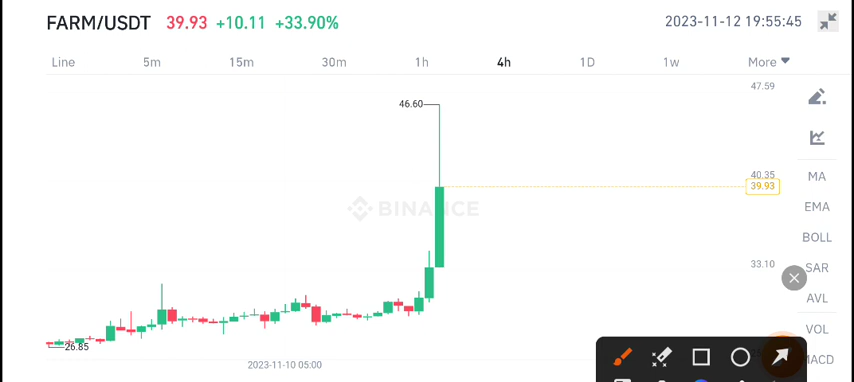 FARM/USDT 39.93 +10.11 +33.90% 2023-11-12 19:55:45
Line 5m 15m 30m 1h 4h 1D 1w More
47.59
46.60
MA
40.35
39.93
EMA
BINANCE
BOLL
33.10
SAR
AVL
VOL
26.85
MACD
2023-11-10 05:00